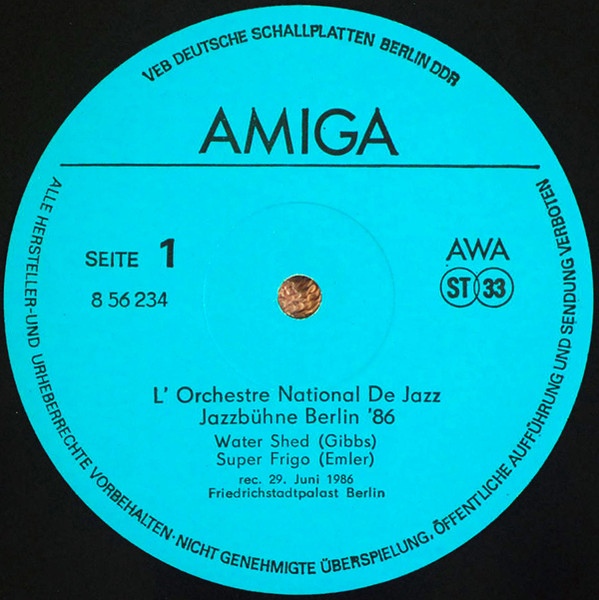 VEB DEUTSCHE SCHALLPLATTEN BERLIN DDR
AMIGA
SEITE 1
8 56 234
AWA
ST 33
L' Orchestre National De Jazz
Jazzbühne Berlin '86
Water Shed (Gibbs)
Super Frigo (Emler)
rec. 29. Juni 1986
Friedrichstadtpalast Berlin
ALLE HERSTELLER-UND URHEBERRECHTE VORBEHALTEN·NICHT GENEHMIGTE ÜBERSPIELUNG, ÖFFENTLICHE AUFFÜHRUNG UND SENDUNG VERBOTEN